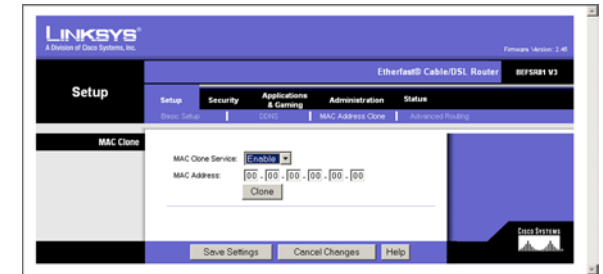 LINKSYS®
A Division of Cisco Systems, Inc.
Firmware Version: 2.46
Etherfast® Cable/DSL Router BEFSR81 V3
Setup
Setup Security Applications & Gaming Administration Status
Basic Setup DDNS MAC Address Clone Advanced Routing
MAC Clone
MAC Clone Service: Enable
MAC Address: 00 - 00 - 00 - 00 - 00 - 00
Clone
CISCO SYSTEMS
Save Settings Cancel Changes Help